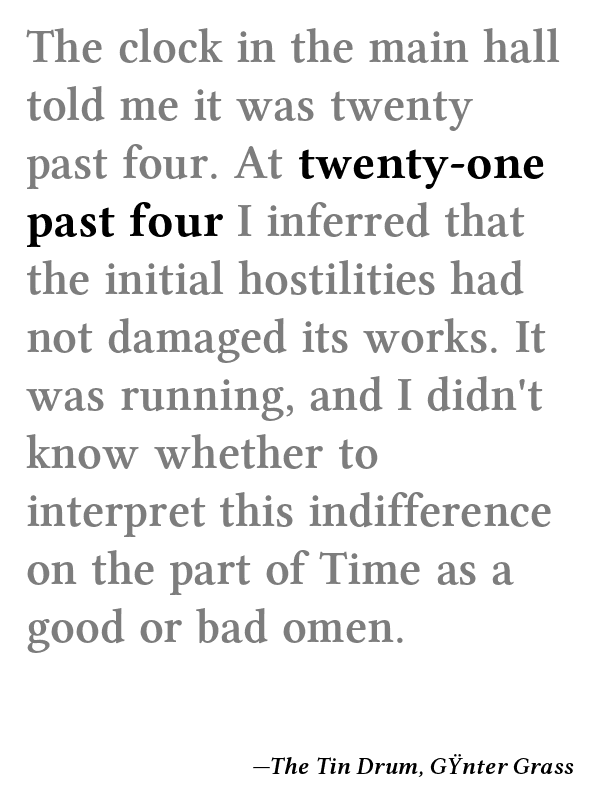 The clock in the main hall
told me it was twenty
past four. At twenty-one
past four I inferred that
the initial hostilities had
not damaged its works. It
was running, and I didn't
know whether to
interpret this indifference
on the part of Time as a
good or bad omen.
—The Tin Drum, GŸnter Grass